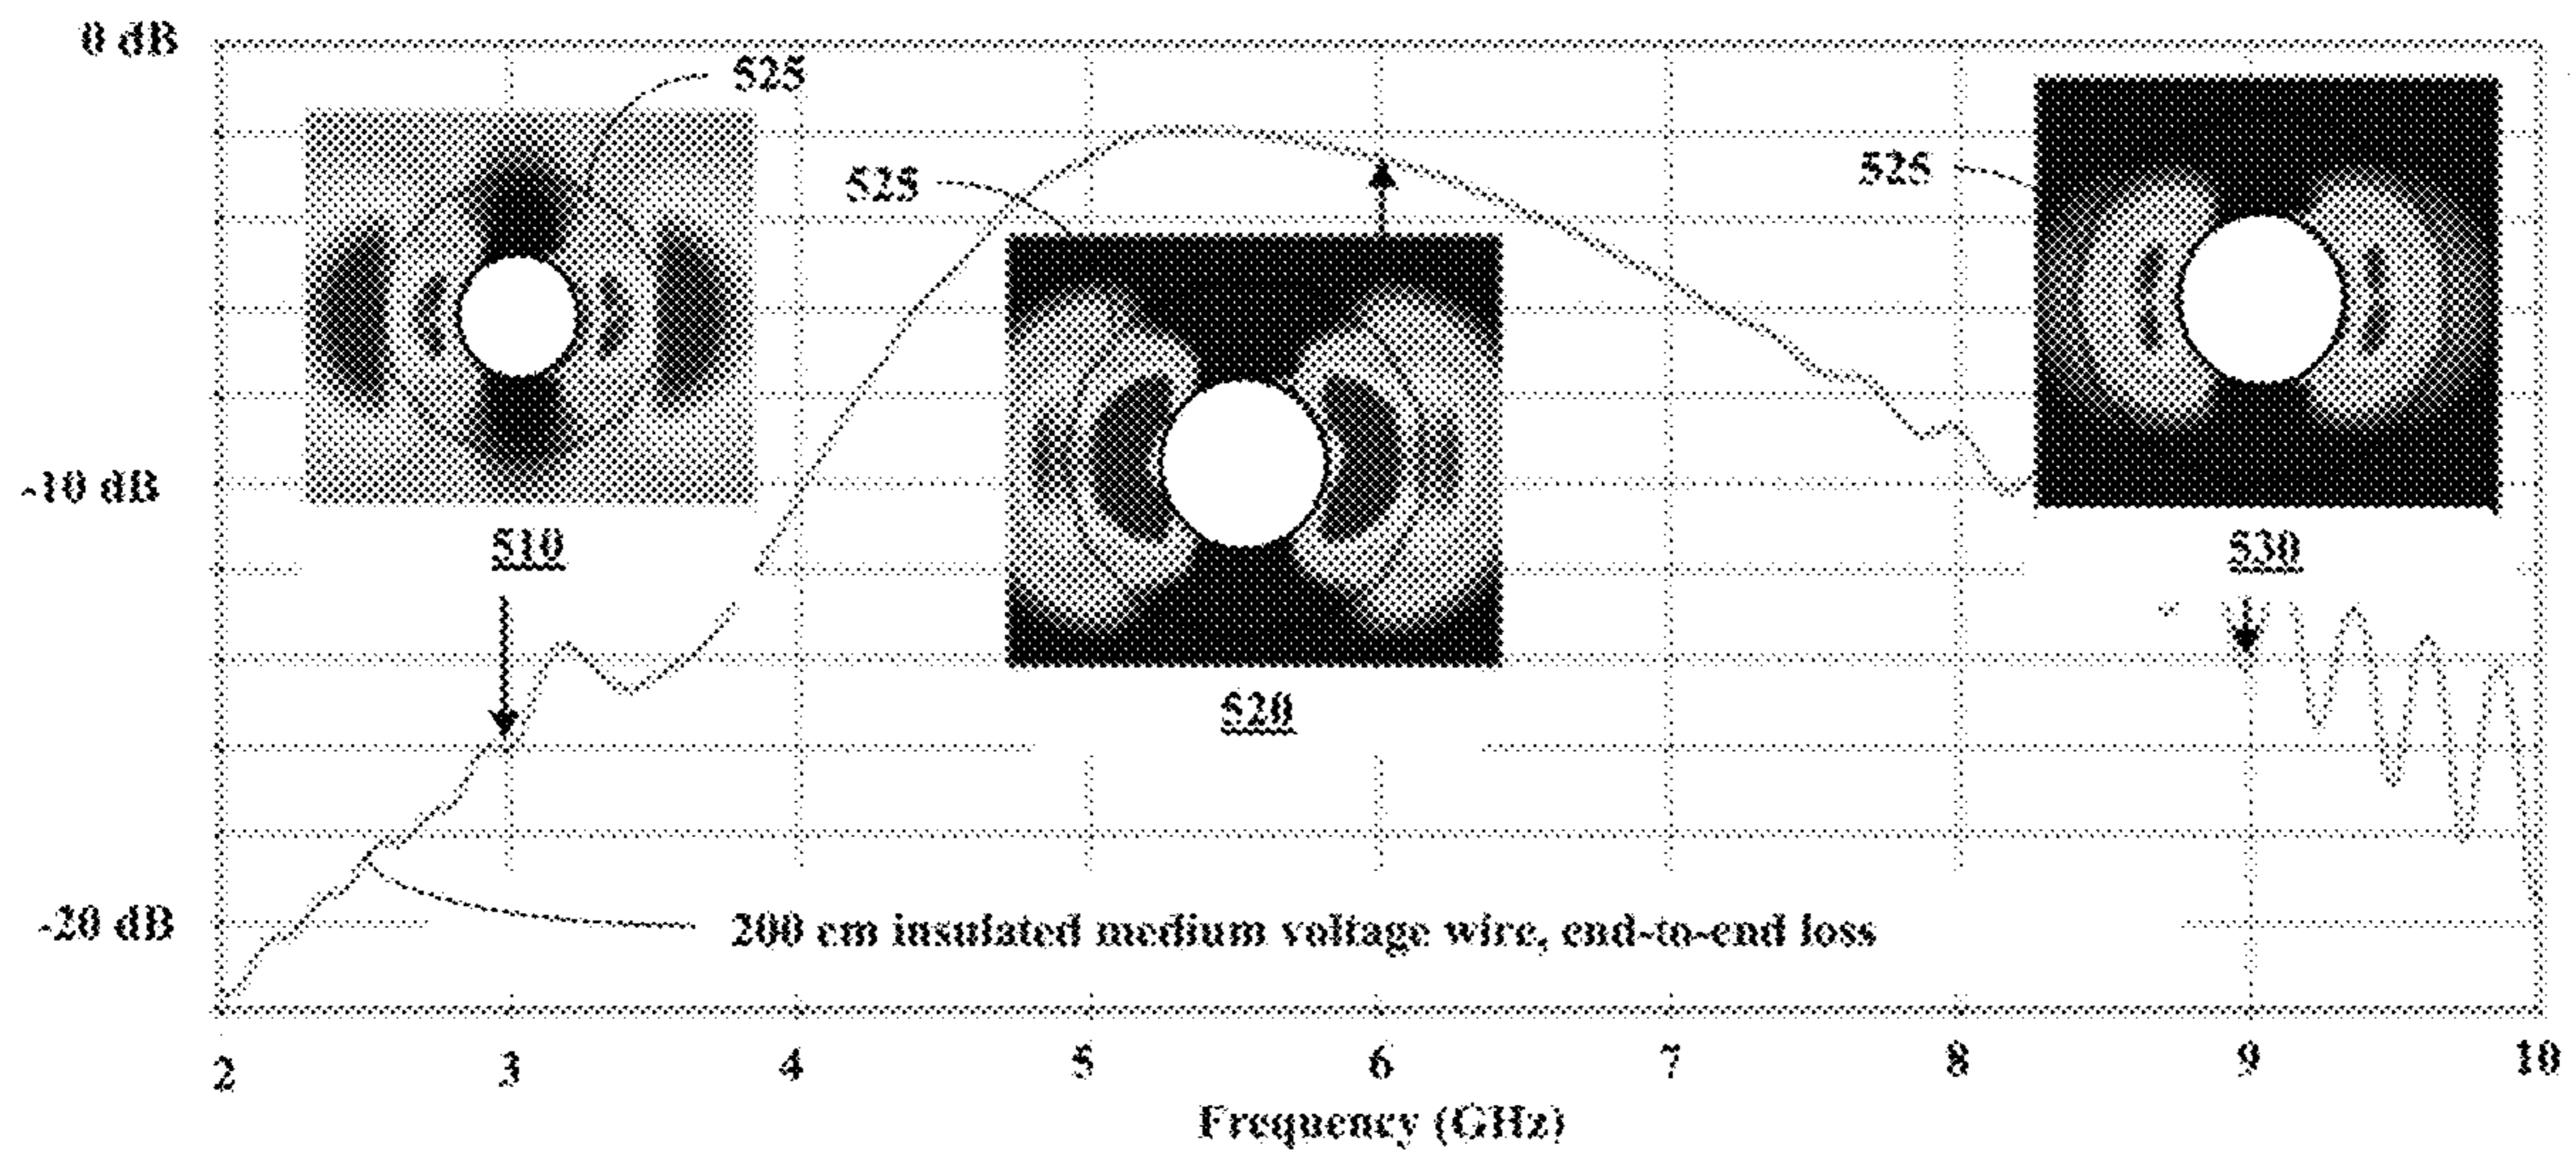 0 dB
525
525
525
-10 dB
510
530
520
-20 dB
200 cm insulated medium voltage wire, end-to-end loss
2 3 4 5 6 7 8 9 10
Frequency (GHz)